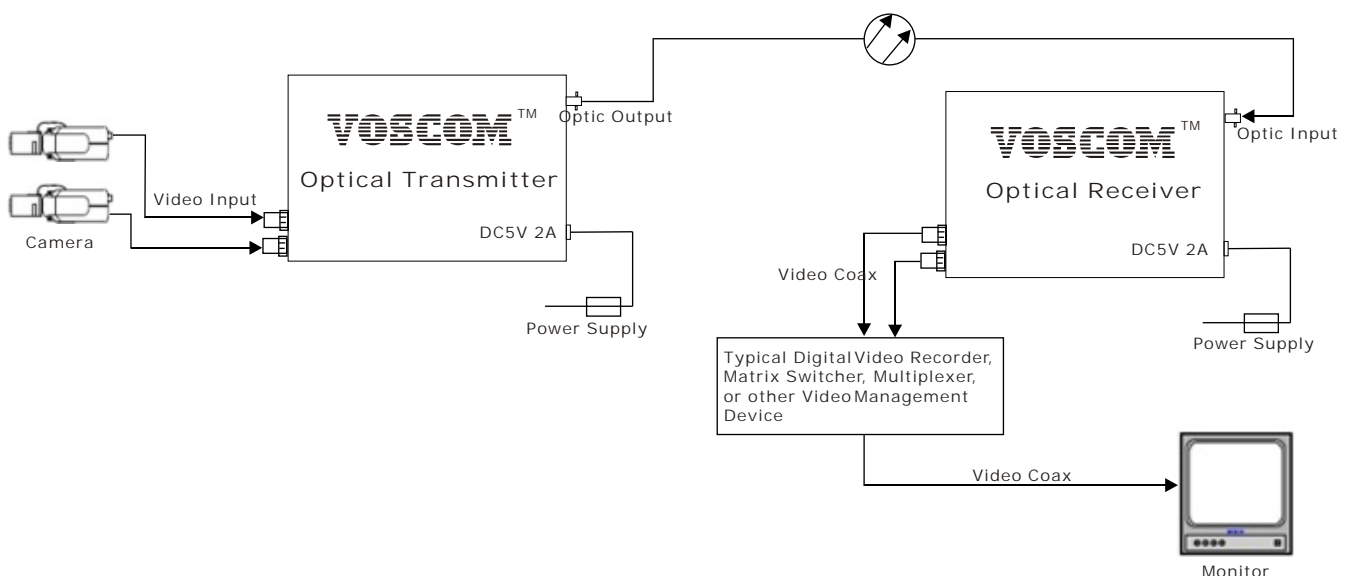 VOSCOM™
Optical Transmitter
Optic Output
DC5V 2A
Power Supply
Video Input
Camera
VOSCOM™
Optical Receiver
Optic Input
DC5V 2A
Power Supply
Video Coax
Typical Digital Video Recorder,
Matrix Switcher, Multiplexer,
or other Video Management
Device
Video Coax
Monitor